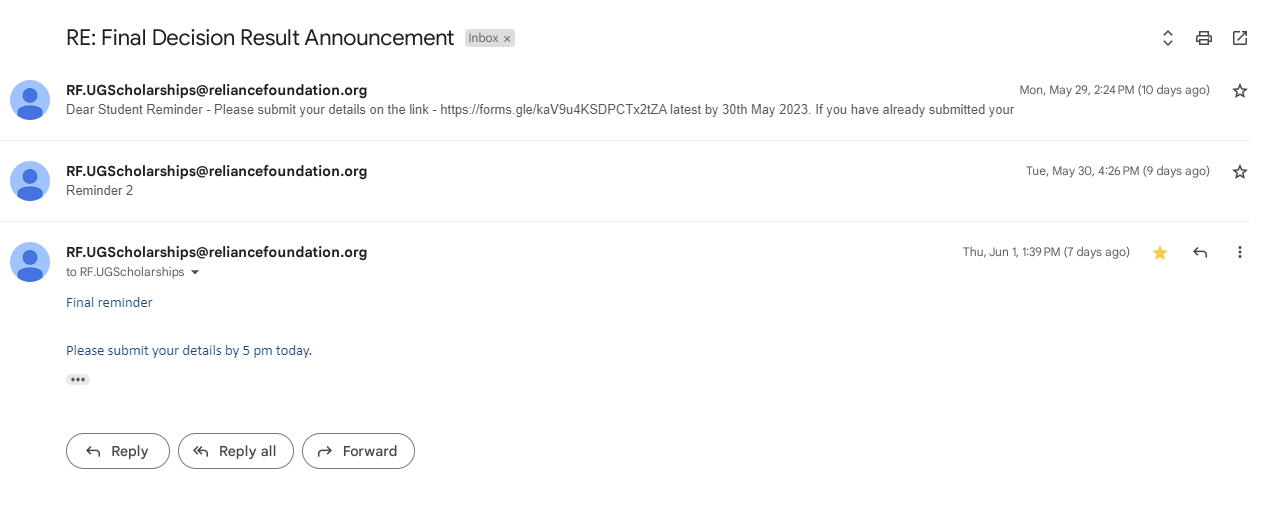 RE: Final Decision Result Announcement Inbox ×
RF.UGScholarships@reliancefoundation.org Mon, May 29, 2:24 PM (10 days ago)
Dear Student Reminder - Please submit your details on the link - https://forms.gle/kaV9u4KSDPCTx2tZA latest by 30th May 2023. If you have already submitted your
RF.UGScholarships@reliancefoundation.org Tue, May 30, 4:26 PM (9 days ago)
Reminder 2
RF.UGScholarships@reliancefoundation.org Thu, Jun 1, 1:39 PM (7 days ago)
to RF.UGScholarships
Final reminder
Please submit your details by 5 pm today.
Reply Reply all Forward